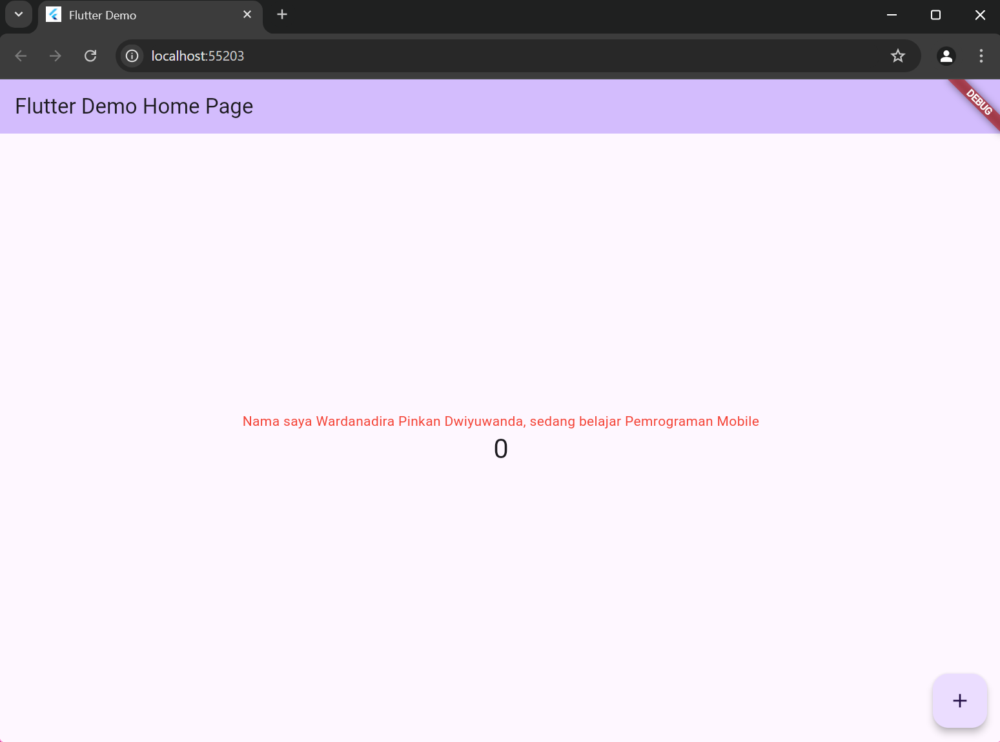 Flutter Demo
localhost:55203
Flutter Demo Home Page
DEBUG
Nama saya Wardanadira Pinkan Dwiyuwanda, sedang belajar Pemrograman Mobile
0